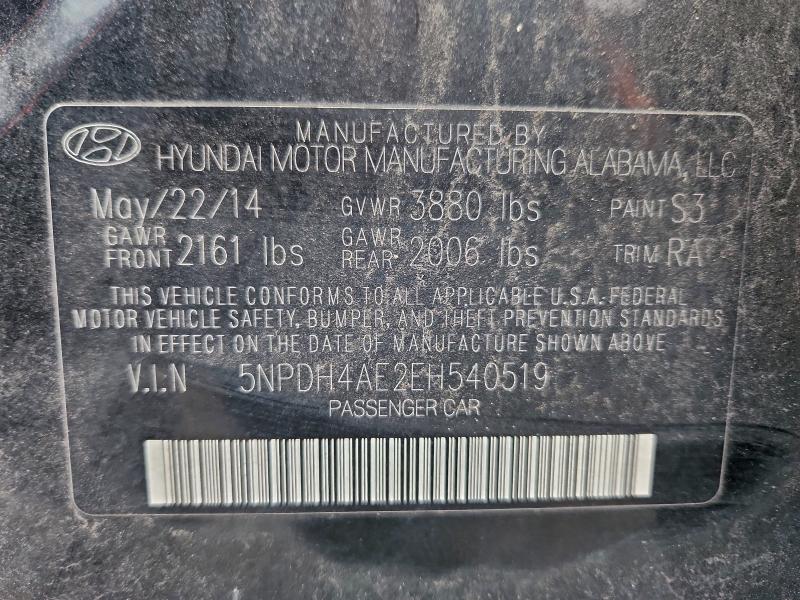 MANUFACTURED BY
HYUNDAI MOTOR MANUFACTURING ALABAMA, LLC
May/22/14 GVWR 3880 lbs PAINT S3
GAWR FRONT 2161 lbs GAWR REAR 2006 lbs TRIM RA
THIS VEHICLE CONFORMS TO ALL APPLICABLE U.S.A. FEDERAL
MOTOR VEHICLE SAFETY, BUMPER, AND THEFT PREVENTION STANDARDS
IN EFFECT ON THE DATE OF MANUFACTURE SHOWN ABOVE.
V.I.N 5NPDH4AE2EH540519
PASSENGER CAR